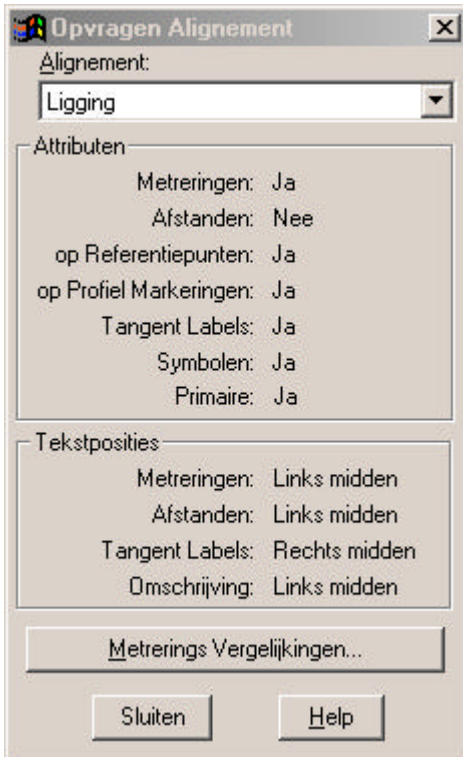 Opvragen Alignement
Alignement:
Ligging
Attributen
Metreringen: Ja
Afstanden: Nee
op Referentiepunten: Ja
op Profiel Markeringen: Ja
Tangent Labels: Ja
Symbolen: Ja
Primaire: Ja
Tekstposities
Metreringen: Links midden
Afstanden: Links midden
Tangent Labels: Rechts midden
Omschrijving: Links midden
Metrerings Vergelijkingen...
Sluiten Help